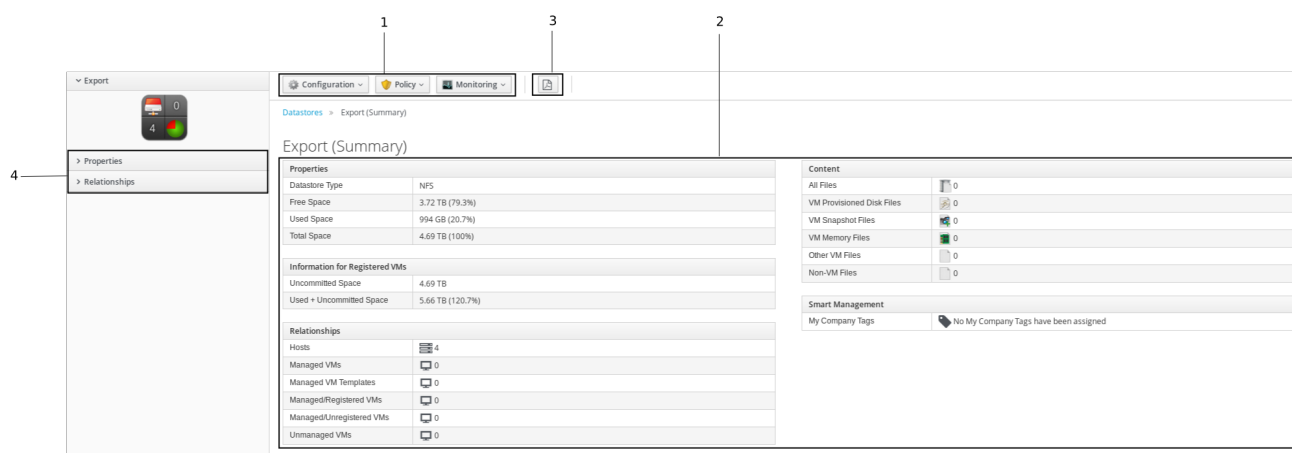 1 3 2
Export
Configuration Policy Monitoring
0
4
Datastores » Export (Summary)
Export (Summary)
4
Properties
Relationships
Properties
Datastore Type NFS
Free Space 3.72 TB (79.3%)
Used Space 994 GB (20.7%)
Total Space 4.69 TB (100%)
Information for Registered VMs
Uncommitted Space 4.69 TB
Used + Uncommitted Space 5.66 TB (120.7%)
Relationships
Hosts 4
Managed VMs 0
Managed VM Templates 0
Managed/Registered VMs 0
Managed/Unregistered VMs 0
Unmanaged VMs 0
Content
All Files 0
VM Provisioned Disk Files 0
VM Snapshot Files 0
VM Memory Files 0
Other VM Files 0
Non-VM Files 0
Smart Management
My Company Tags No My Company Tags have been assigned